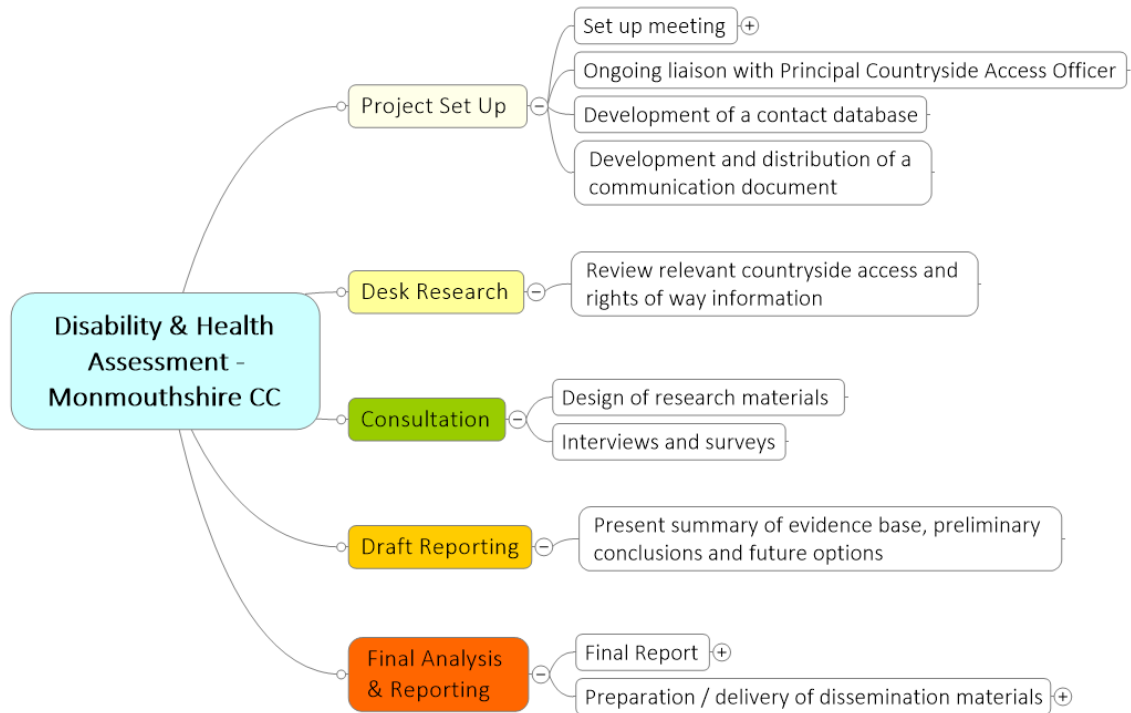 Set up meeting
Ongoing liaison with Principal Countryside Access Officer
Project Set Up
Development of a contact database
Development and distribution of a
communication document
Desk Research
Review relevant countryside access and
rights of way information
Disability & Health
Assessment -
Monmouthshire CC
Consultation
Design of research materials
Interviews and surveys
Draft Reporting
Present summary of evidence base, preliminary
conclusions and future options
Final Analysis
& Reporting
Final Report
Preparation / delivery of dissemination materials